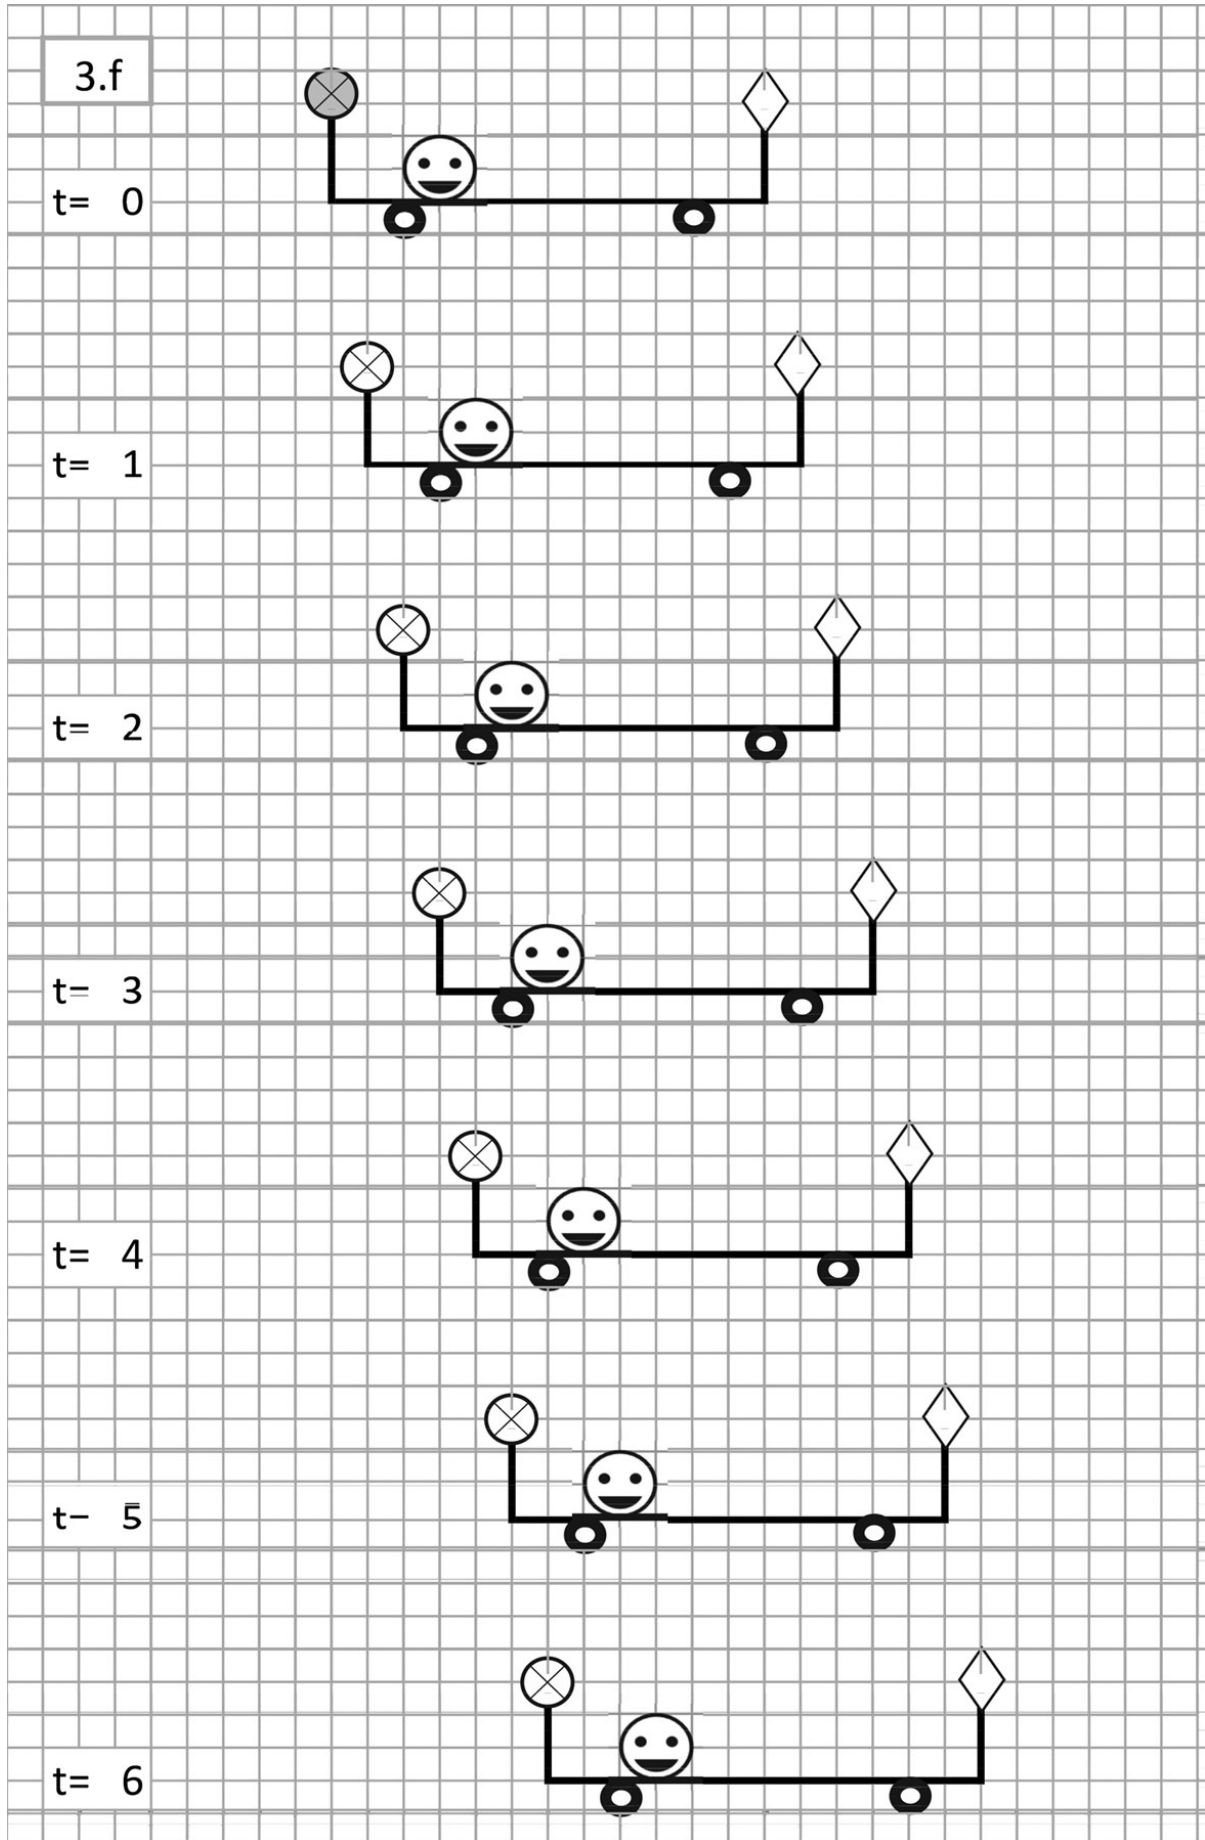 3.f
t= 0
t= 1
t= 2
t= 3
t= 4
t– 5
t= 6